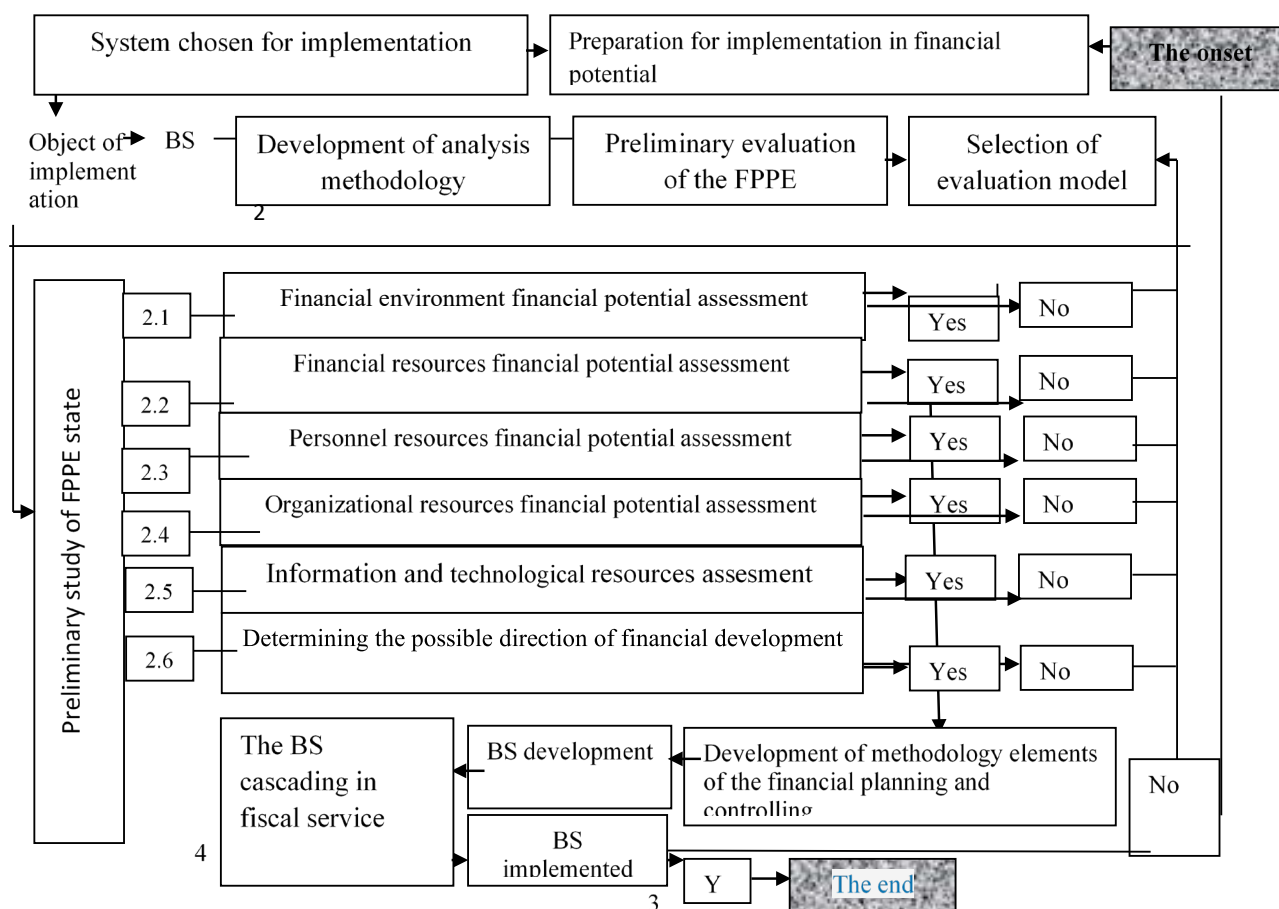 System chosen for implementation
Preparation for implementation in financial
potential
The onset
Object of
implement
ation
BS
Development of analysis
methodology
2
Preliminary evaluation
of the FPPE
Selection of
evaluation model
Preliminary study of FPPE state
2.1
Financial environment financial potential assessment
Yes
No
2.2
Financial resources financial potential assessment
Yes
No
2.3
Personnel resources financial potential assessment
Yes
No
2.4
Organizational resources financial potential assessment
Yes
No
2.5
Information and technological resources assesment
Yes
No
2.6
Determining the possible direction of financial development
Yes
No
The BS
cascading in
fiscal service
4
BS development
Development of methodology elements
of the financial planning and
controlling
No
BS
implemented
3
Y
The end